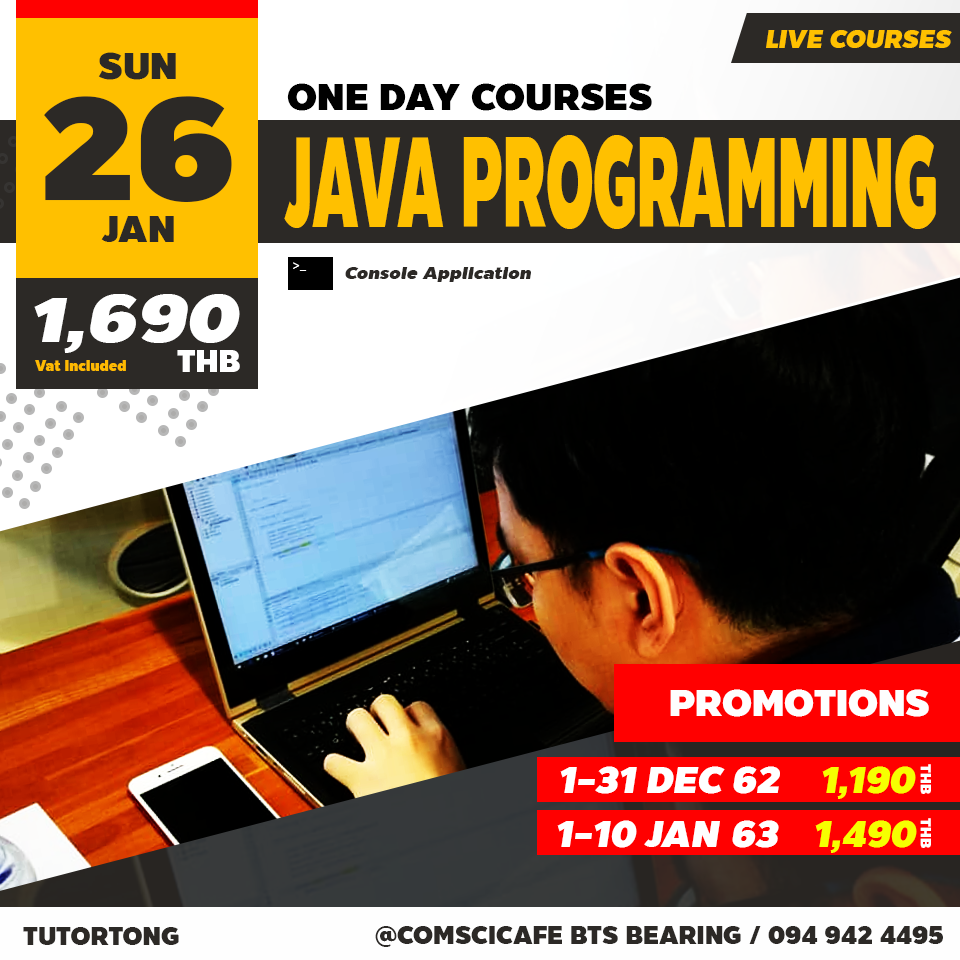 LIVE COURSES
SUN
26
JAN
1,690
Vat included THB
ONE DAY COURSES
JAVA PROGRAMMING
>_ Console Application
PROMOTIONS
1-31 DEC 62 1,190 THB
1-10 JAN 63 1,490 THB
TUTORTONG @COMSCICAFE BTS BEARING / 094 942 4495